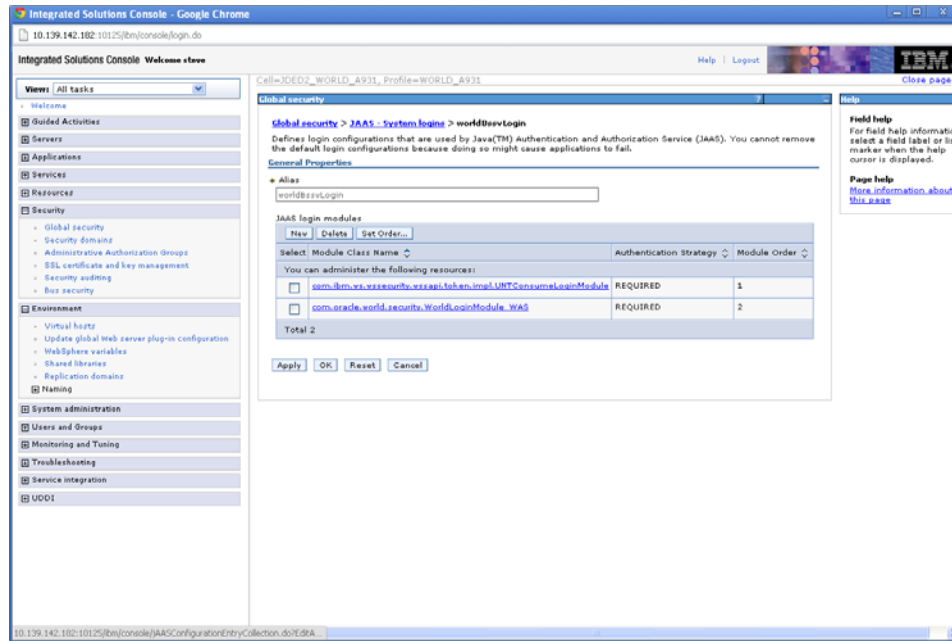 Integrated Solutions Console - Google Chrome
10.139.142.182:10125/ibm/console/login.do
Integrated Solutions Console Welcome steve
Help | Logout
IBM
View: All tasks
Welcome
Guided Activities
Servers
Applications
Services
Resources
Security
Global security
Security domains
Administrative Authorization Groups
SSL certificate and key management
Security auditing
Bus security
Environment
Virtual hosts
Update global Web server plug-in configuration
WebSphere variables
Shared libraries
Replication domains
Naming
System administration
Users and Groups
Monitoring and Tuning
Troubleshooting
Service integration
UDDI
Cell=JDED2_WORLD_A931, Profile=WORLD_A931
Close page
Global security
?
Global security > JAAS - System logins > worldBssvLogin
Defines login configurations that are used by Java(TM) Authentication and Authorization Service (JAAS). You cannot remove
the default login configurations because doing so might cause applications to fail.
General Properties
Alias
worldBssvLogin
JAAS login modules
New Delete Set Order...
Select Module Class Name Authentication Strategy Module Order
You can administer the following resources:
com.ibm.ws.wssecurity.wssapi.token.impl.UNTConsumeLoginModule REQUIRED 1
com.oracle.world.security.WorldLoginModule_WAS REQUIRED 2
Total 2
Apply OK Reset Cancel
Help
Field help
For field help informatio
select a field label or lis
marker when the help
cursor is displayed.
Page help
More information about
this page
10.139.142.182:10125/ibm/console/JAASConfigurationEntryCollection.do?EditA...